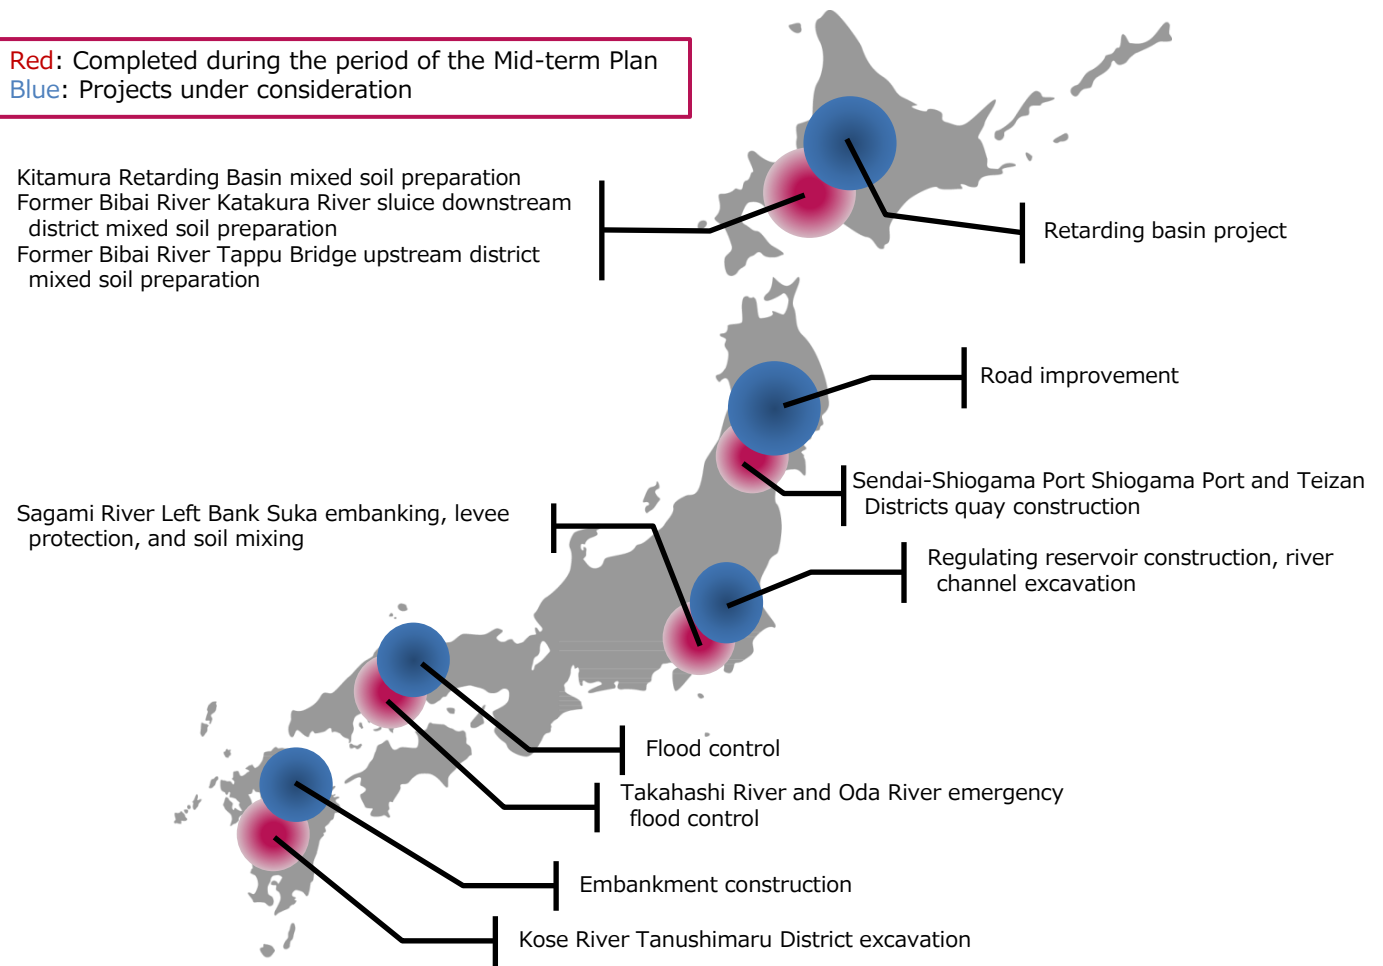 Red: Completed during the period of the Mid-term Plan
Blue: Projects under consideration
Kitamura Retarding Basin mixed soil preparation
Former Bibai River Katakura River sluice downstream
district mixed soil preparation
Former Bibai River Tappu Bridge upstream district
mixed soil preparation
Retarding basin project
Road improvement
Sendai-Shiogama Port Shiogama Port and Teizan
Districts quay construction
Sagami River Left Bank Suka embanking, levee
protection, and soil mixing
Regulating reservoir construction, river
channel excavation
Flood control
Takahashi River and Oda River emergency
flood control
Embankment construction
Kose River Tanushimaru District excavation